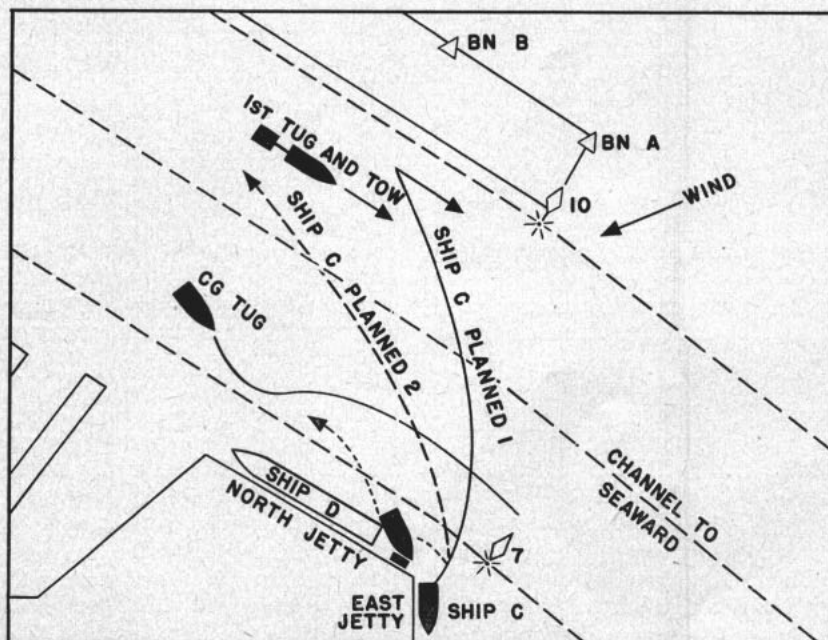 BN B
1ST TUG AND TOW
BN A
10
WIND
SHIP C PLANNED 1
SHIP C PLANNED 2
CG TUG
CHANNEL TO
SEAWARD
SHIP D
NORTH JETTY
7
EAST
JETTY
SHIP C